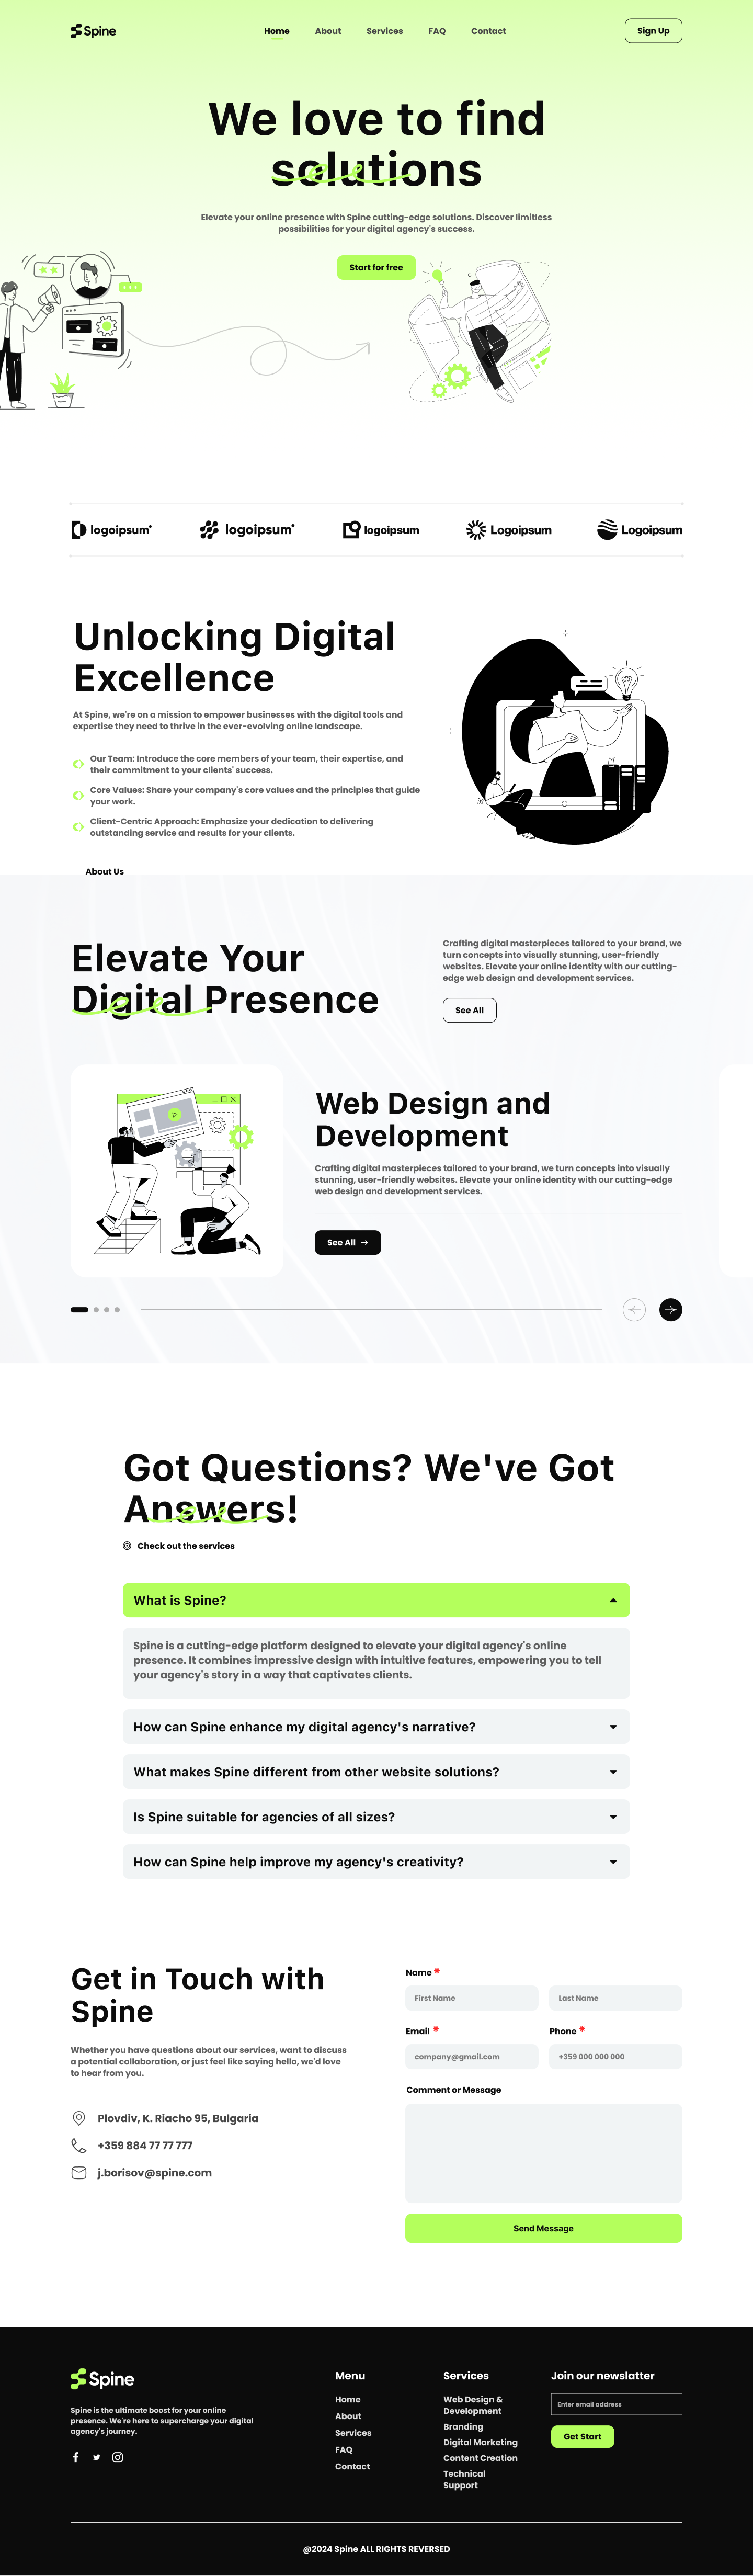 Spine
Home
About
Services
FAQ
Contact
Sign Up
We love to find
solutions
Elevate your online presence with Spine cutting-edge solutions. Discover limitless
possibilities for your digital agency's success.
Start for free
logoipsum
logoipsum
logoipsum
Logoipsum
Logoipsum
Unlocking Digital
Excellence
At Spine, we're on a mission to empower businesses with the digital tools and
expertise they need to thrive in the ever-evolving online landscape.
Our Team: Introduce the core members of your team, their expertise, and
their commitment to your clients' success.
Core Values: Share your company's core values and the principles that guide
your work.
Client-Centric Approach: Emphasize your dedication to delivering
outstanding service and results for your clients.
About Us
Elevate Your
Digital Presence
Crafting digital masterpieces tailored to your brand, we
turn concepts into visually stunning, user-friendly
websites. Elevate your online identity with our cutting-
edge web design and development services.
See All
Web Design and
Development
Crafting digital masterpieces tailored to your brand, we turn concepts into visually
stunning, user-friendly websites. Elevate your online identity with our cutting-edge
web design and development services.
See All
Got Questions? We've Got
Answers!
Check out the services
What is Spine?
Spine is a cutting-edge platform designed to elevate your digital agency's online
presence. It combines impressive design with intuitive features, empowering you to tell
your agency's story in a way that captivates clients.
How can Spine enhance my digital agency's narrative?
What makes Spine different from other website solutions?
Is Spine suitable for agencies of all sizes?
How can Spine help improve my agency's creativity?
Get in Touch with
Spine
Whether you have questions about our services, want to discuss
a potential collaboration, or just feel like saying hello, we'd love
to hear from you.
Plovdiv, K. Riacho 95, Bulgaria
+359 884 77 77 777
j.borisov@spine.com
Name *
First Name
Last Name
Email *
Phone *
company@gmail.com
+359 000 000 000
Comment or Message
Send Message
Spine
Spine is the ultimate boost for your online
presence. We're here to supercharge your digital
agency's journey.
Menu
Home
About
Services
FAQ
Contact
Services
Web Design &
Development
Branding
Digital Marketing
Content Creation
Technical
Support
Join our newslatter
Enter email address
Get Start
@2024 Spine ALL RIGHTS REVERSED